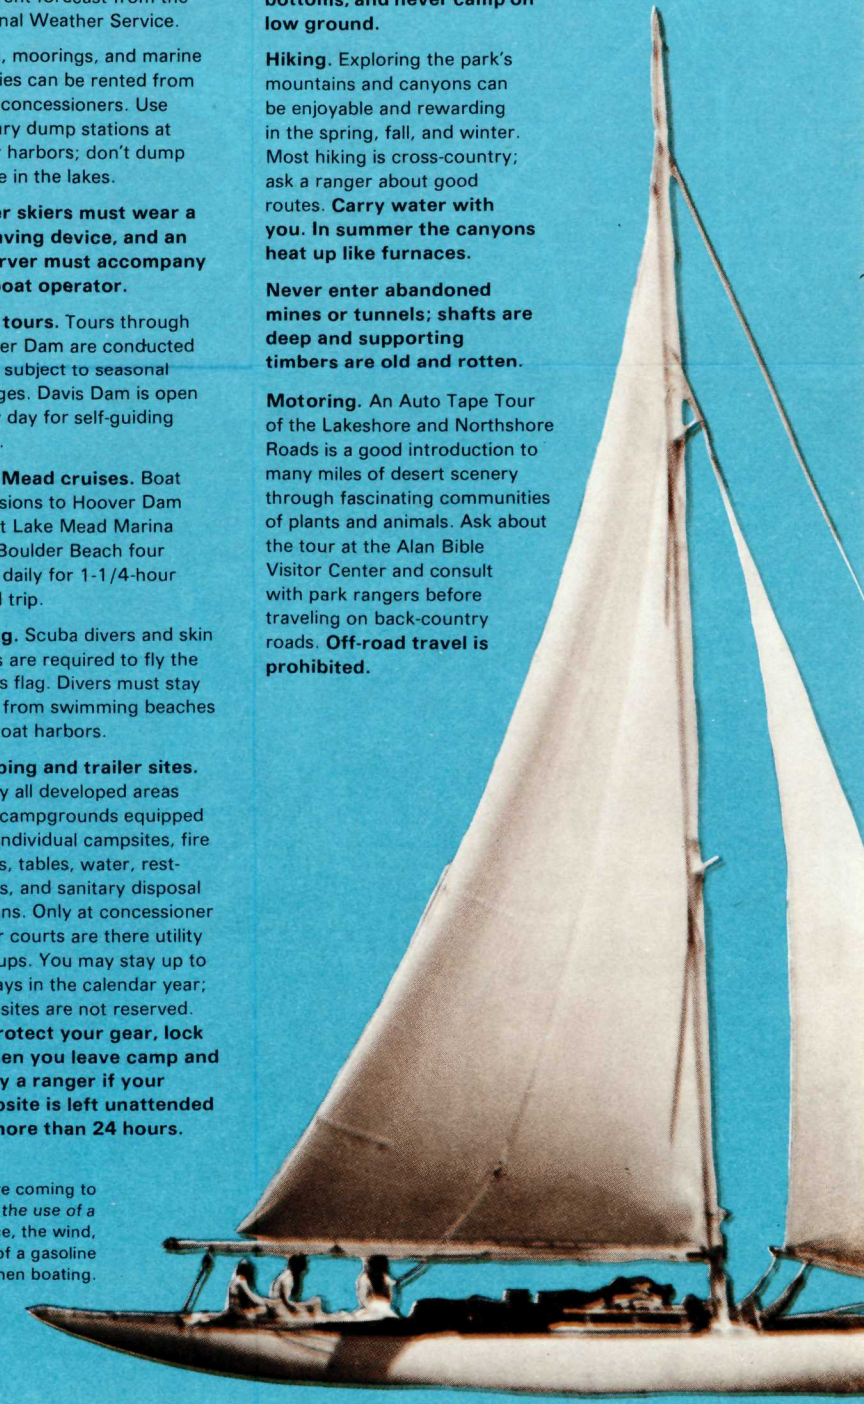 nal Weather Service.
, moorings, and marine
ies can be rented from
concessioners. Use
ary dump stations at
harbors; don't dump
e in the lakes.
er skiers must wear a
aving device, and an
rver must accompany
oat operator.
tours. Tours through
er Dam are conducted
subject to seasonal
ges. Davis Dam is open
day for self-guiding
.
Mead cruises. Boat
sions to Hoover Dam
t Lake Mead Marina
Boulder Beach four
daily for 1-1/4-hour
trip.
g. Scuba divers and skin
s are required to fly the
s flag. Divers must stay
from swimming beaches
oat harbors.
ping and trailer sites.
y all developed areas
campgrounds equipped
ndividual campsites, fire
s, tables, water, rest-
s, and sanitary disposal
ns. Only at concessioner
r courts are there utility
ups. You may stay up to
ays in the calendar year;
sites are not reserved.
rotect your gear, lock
en you leave camp and
y a ranger if your
psite is left unattended
more than 24 hours.
e coming to
the use of a
ce, the wind,
of a gasoline
hen boating.
bottoms, and never camp on
low ground.
Hiking. Exploring the park's
mountains and canyons can
be enjoyable and rewarding
in the spring, fall, and winter.
Most hiking is cross-country;
ask a ranger about good
routes. Carry water with
you. In summer the canyons
heat up like furnaces.
Never enter abandoned
mines or tunnels; shafts are
deep and supporting
timbers are old and rotten.
Motoring. An Auto Tape Tour
of the Lakeshore and Northshore
Roads is a good introduction to
many miles of desert scenery
through fascinating communities
of plants and animals. Ask about
the tour at the Alan Bible
Visitor Center and consult
with park rangers before
traveling on back-country
roads. Off-road travel is
prohibited.